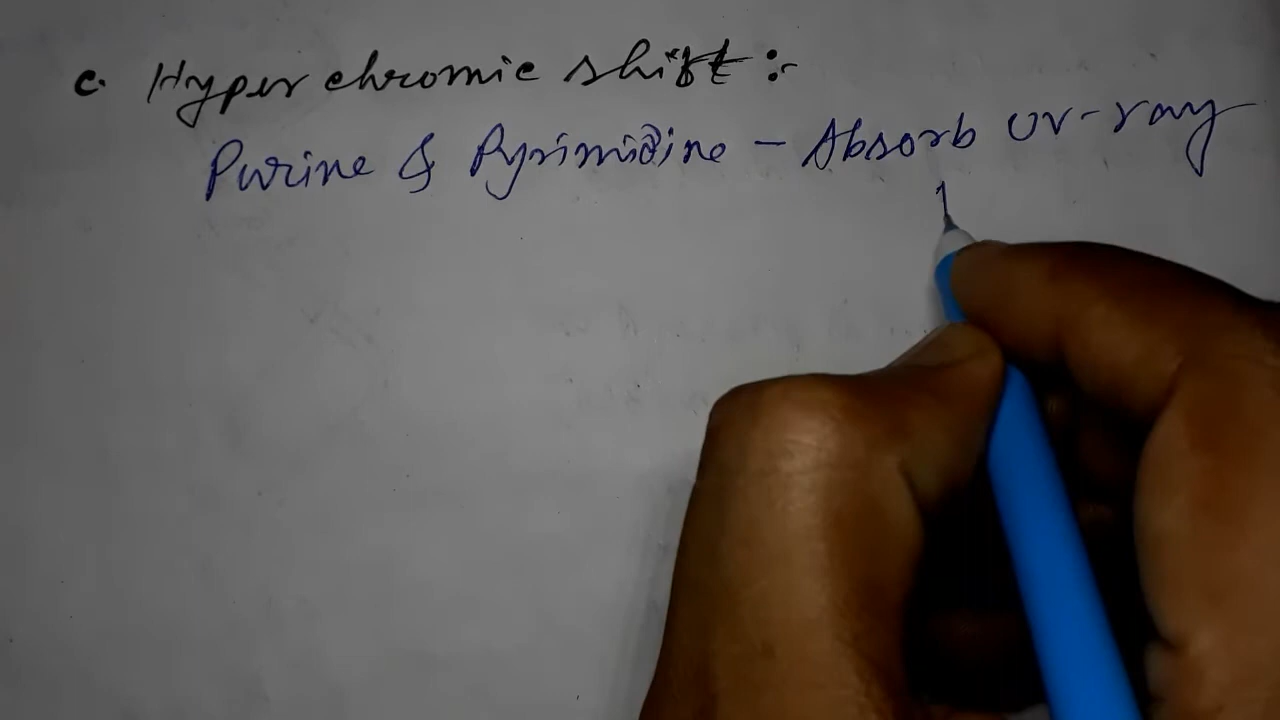 c. Hyperchromic shift :-
Purine & Pyrimidine - Absorb UV-ray